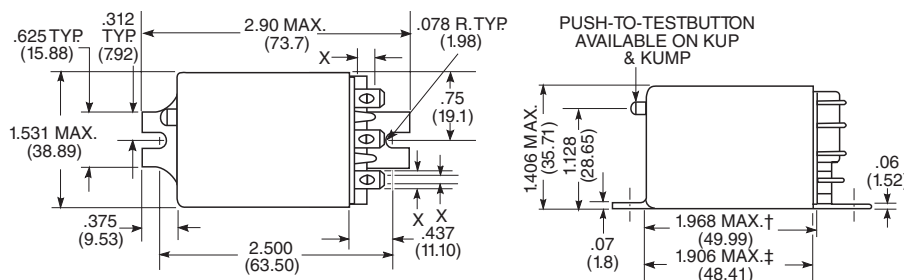 .312
TYP.
(7.92)
.625 TYP.
(15.88)
2.90 MAX.
(73.7)
.078 R. TYP.
(1.98)
X
.75
(19.1)
1.531 MAX.
(38.89)
.375
(9.53)
2.500
(63.50)
X
X
.437
(11.10)
PUSH-TO-TESTBUTTON
AVAILABLE ON KUP
& KUMP
1.406 MAX.
(35.71)
1.128
(28.65)
.06
(1.52)
.07
(1.8)
1.968 MAX.†
(49.99)
1.906 MAX.‡
(48.41)